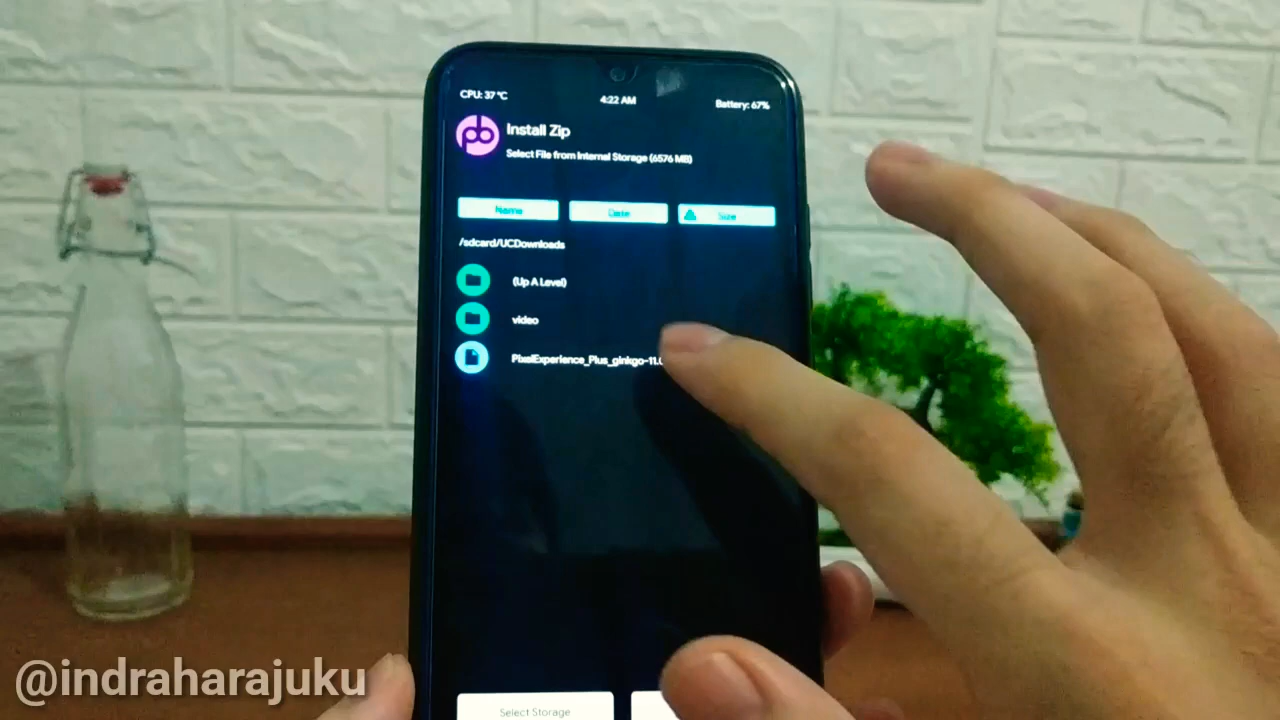 CPU: 37 °C
4:22 AM
Battery: 67%
pb
Install Zip
Select File from Internal Storage (6576 MB)
Name
Date
Size
/sdcard/UCDownloads
(Up A Level)
video
PixelExperience_Plus_ginkgo-11.0
Select Storage
@indraharajuku